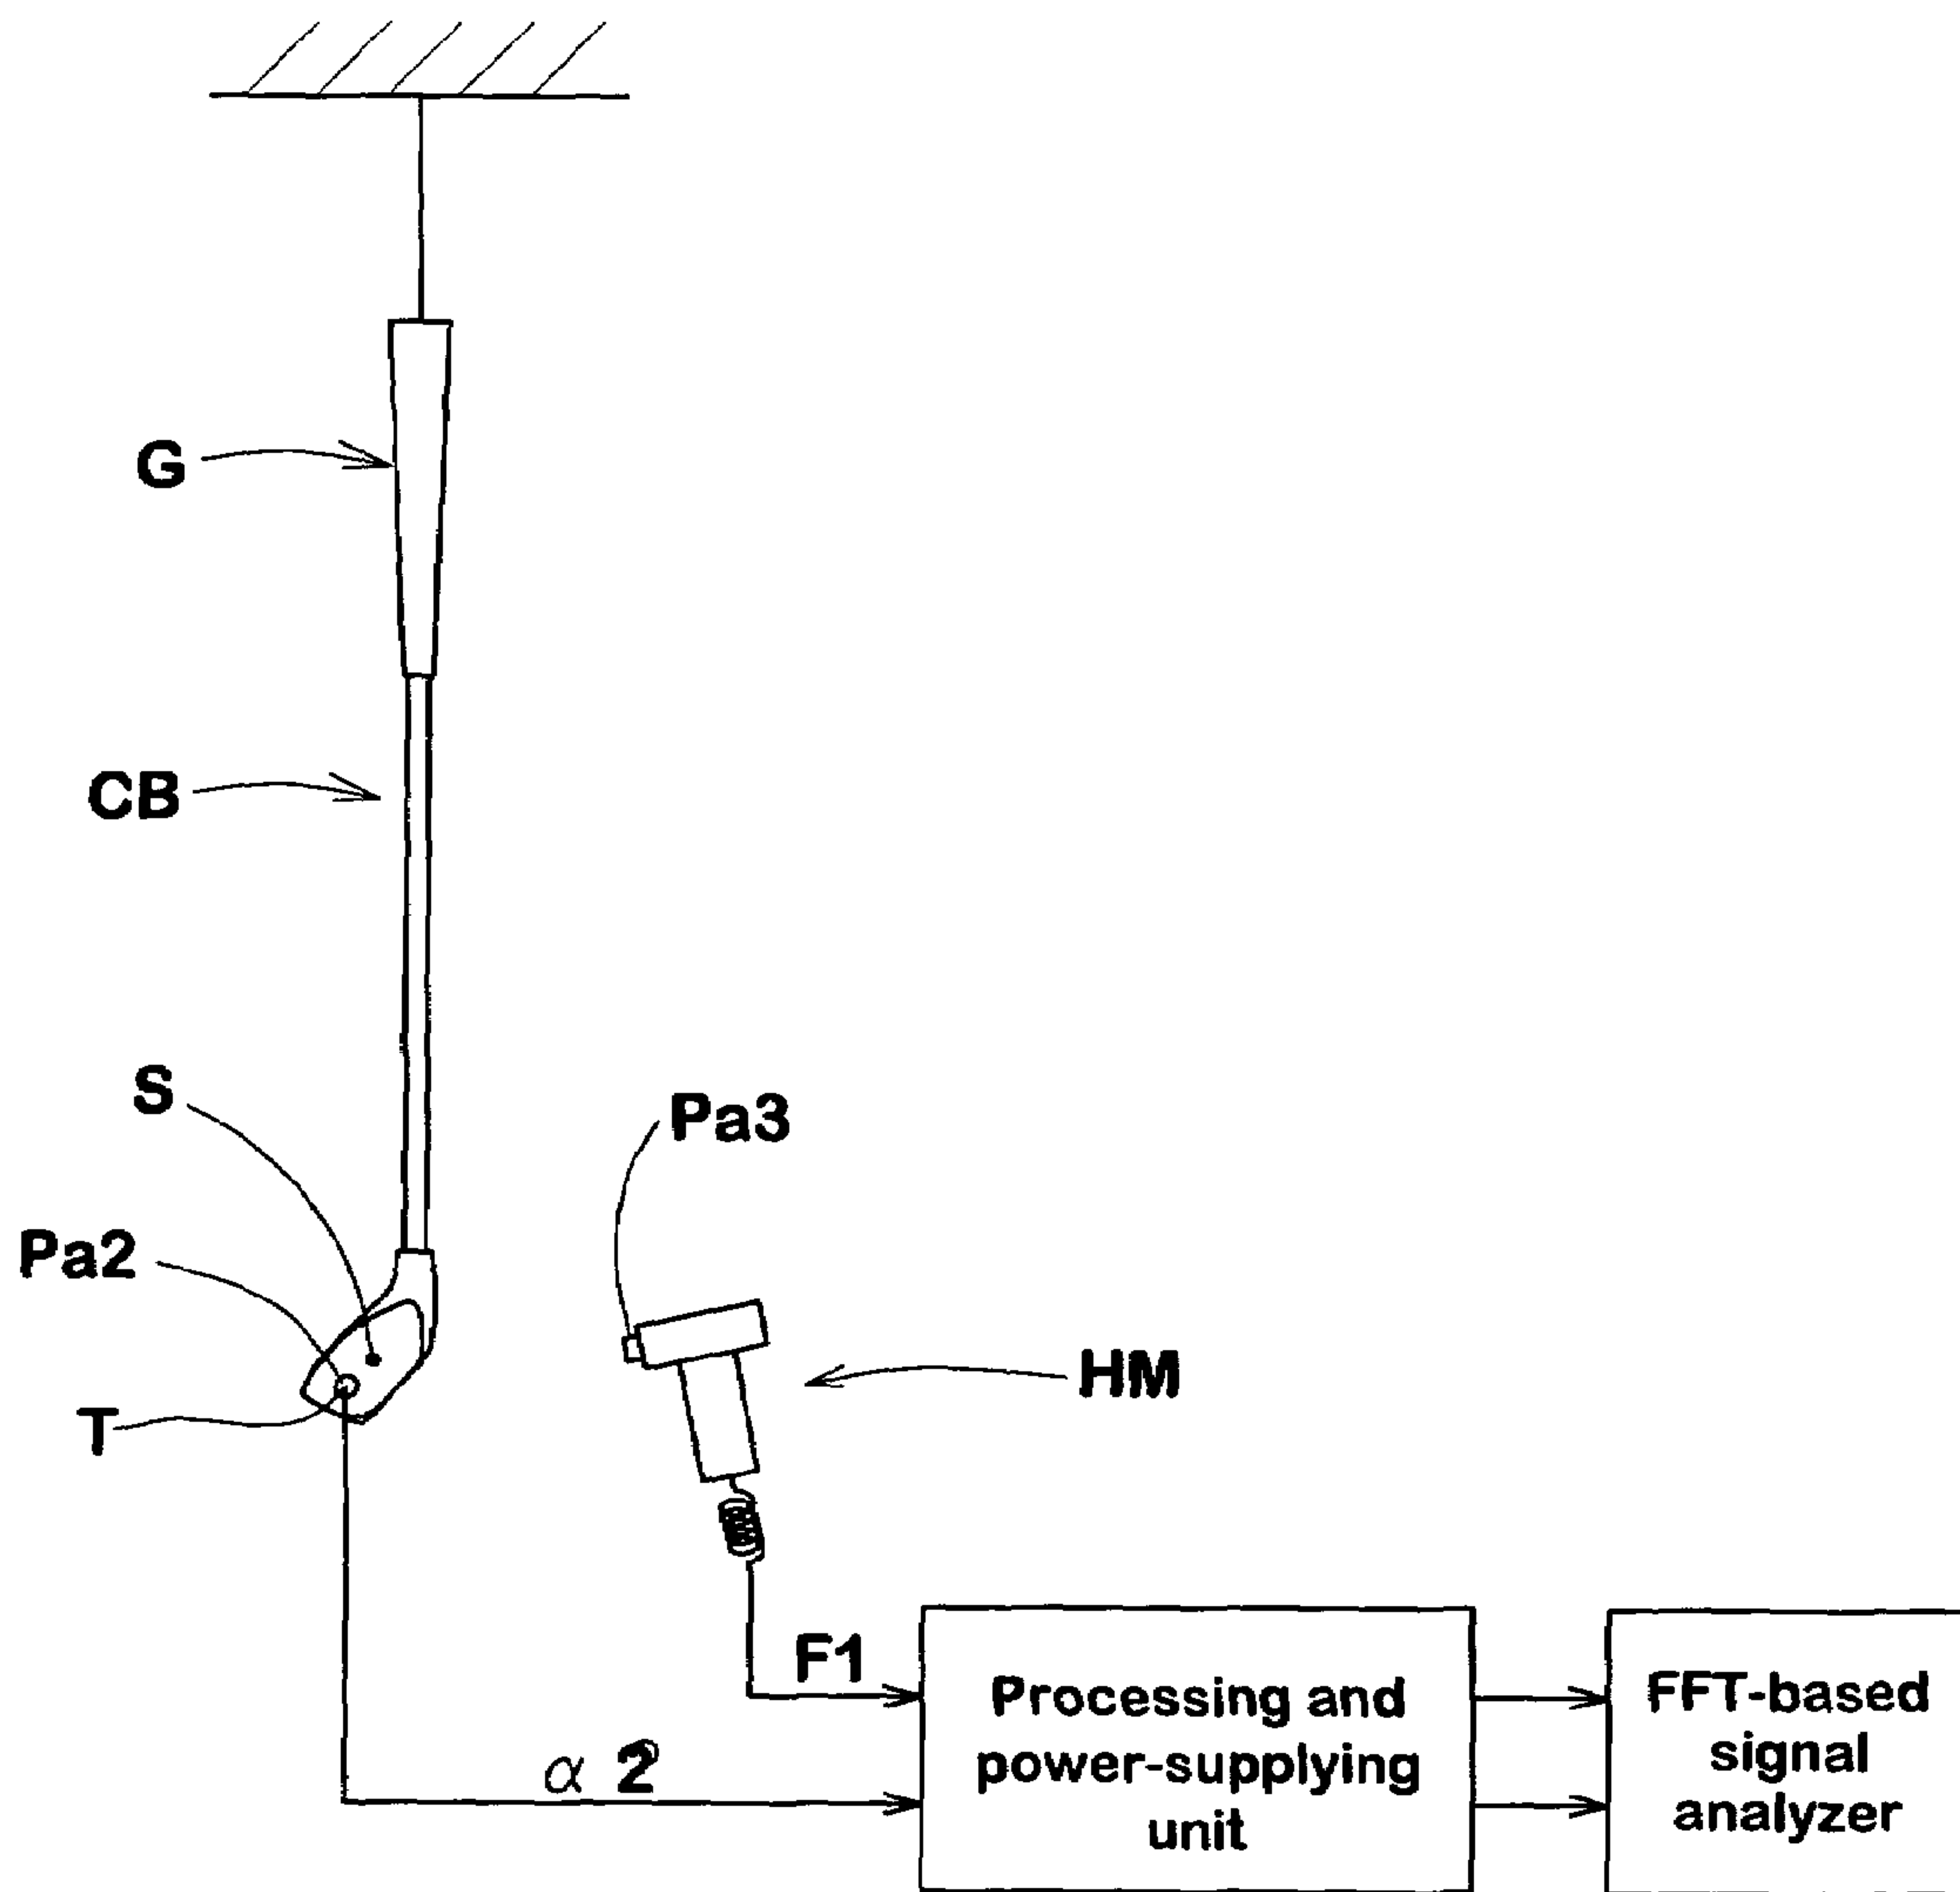 G
CB
S
Pa3
Pa2
HM
T
F1
α 2
Processing and
power-supplying
unit
FFT-based
signal
analyzer